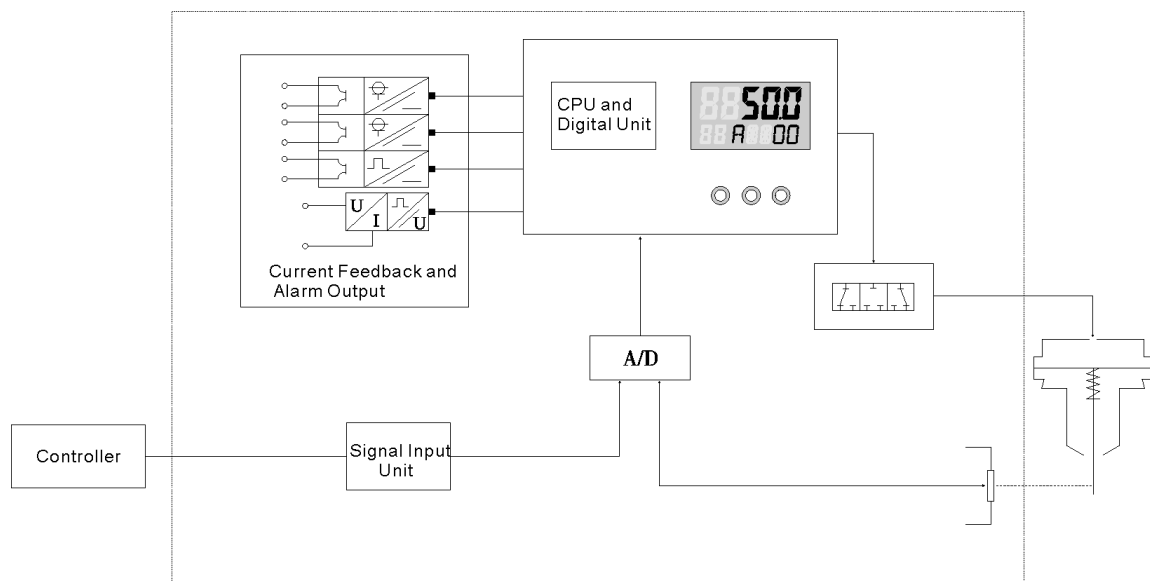 CPU and
Digital Unit
50.0
A 00
U
I
U
Current Feedback and
Alarm Output
A/D
Controller
Signal Input
Unit